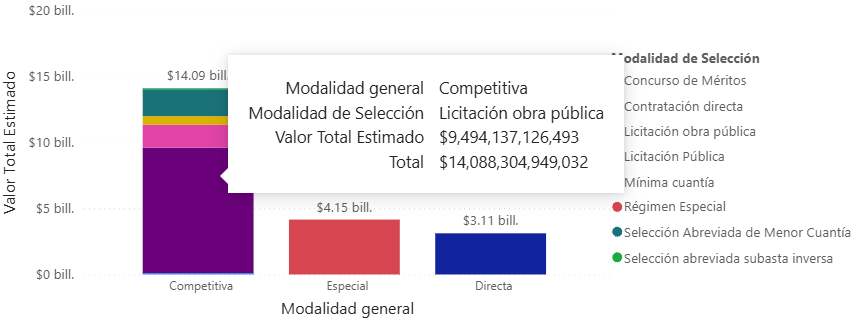 $20 bill.
$15 bill.
$10 bill.
$5 bill.
$0 bill.
Valor Total Estimado
$14.09 bill.
$4.15 bill.
$3.11 bill.
Competitiva
Especial
Directa
Modalidad general
Modalidad general Competitiva
Modalidad de Selección Licitación obra pública
Valor Total Estimado $9,494,137,126,493
Total $14,088,304,949,032
Modalidad de Selección
Concurso de Méritos
Contratación directa
Licitación obra pública
Licitación Pública
Mínima cuantía
Régimen Especial
Selección Abreviada de Menor Cuantía
Selección abreviada subasta inversa